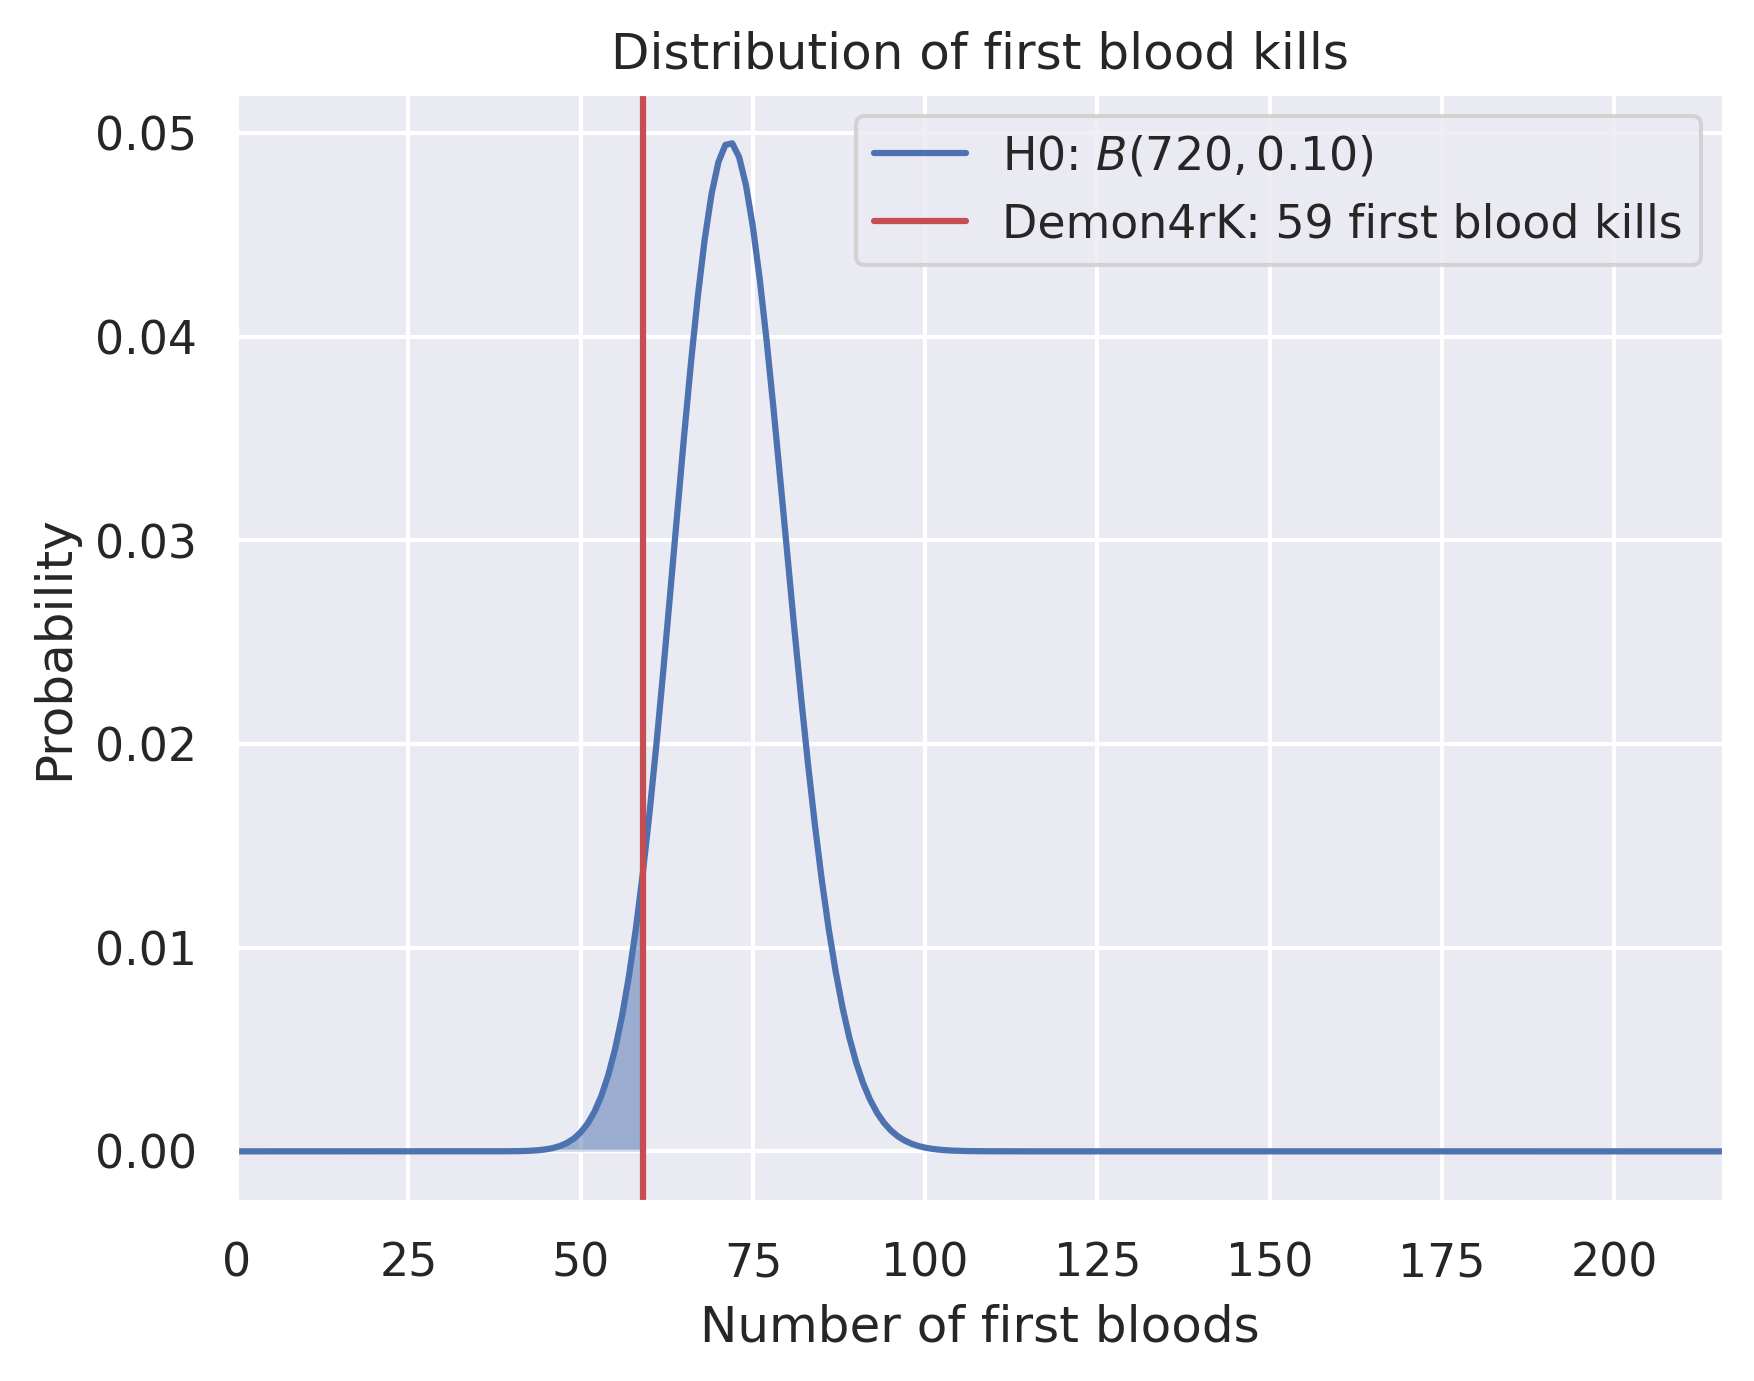 Distribution of first blood kills
H0: B(720, 0.10)
Demon4rK: 59 first blood kills
Probability
0.05
0.04
0.03
0.02
0.01
0.00
0 25 50 75 100 125 150 175 200
Number of first bloods